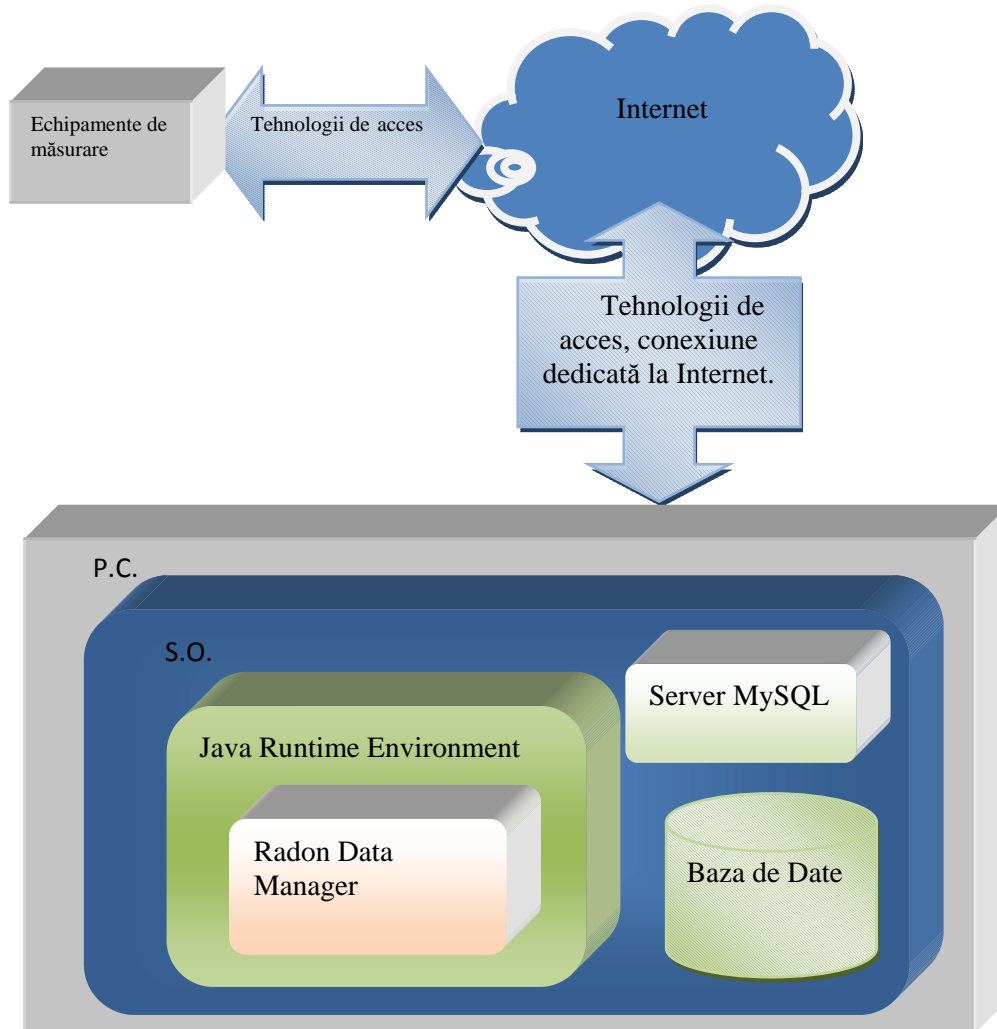 Internet
Echipamente de
măsurare
Tehnologii de acces
Tehnologii de
acces, conexiune
dedicată la Internet.
P.C.
S.O.
Server MySQL
Java Runtime Environment
Radon Data
Manager
Baza de Date